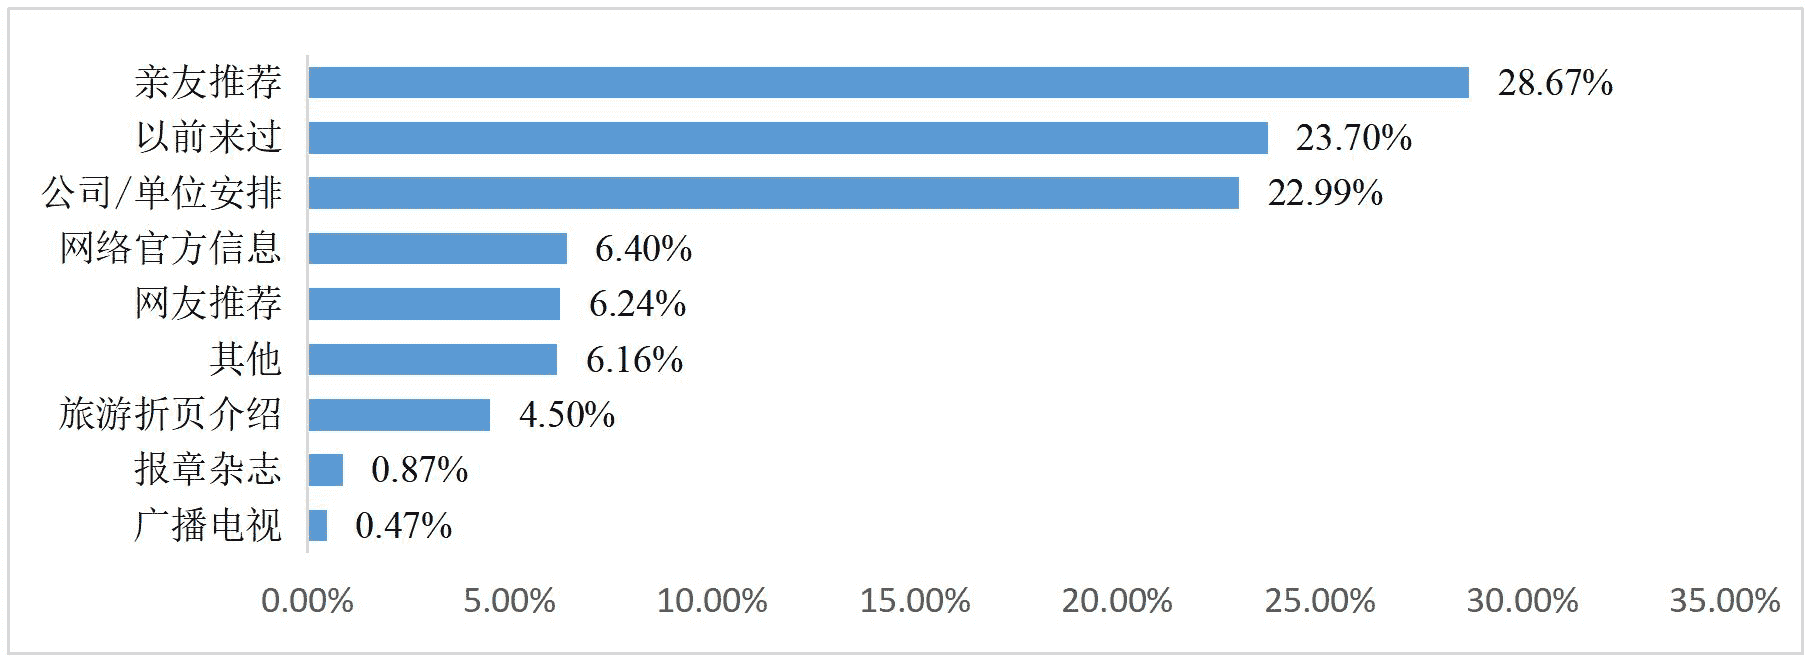 亲友推荐 28.67%
以前来过 23.70%
公司/单位安排 22.99%
网络官方信息 6.40%
网友推荐 6.24%
其他 6.16%
旅游折页介绍 4.50%
报章杂志 0.87%
广播电视 0.47%
0.00% 5.00% 10.00% 15.00% 20.00% 25.00% 30.00% 35.00%